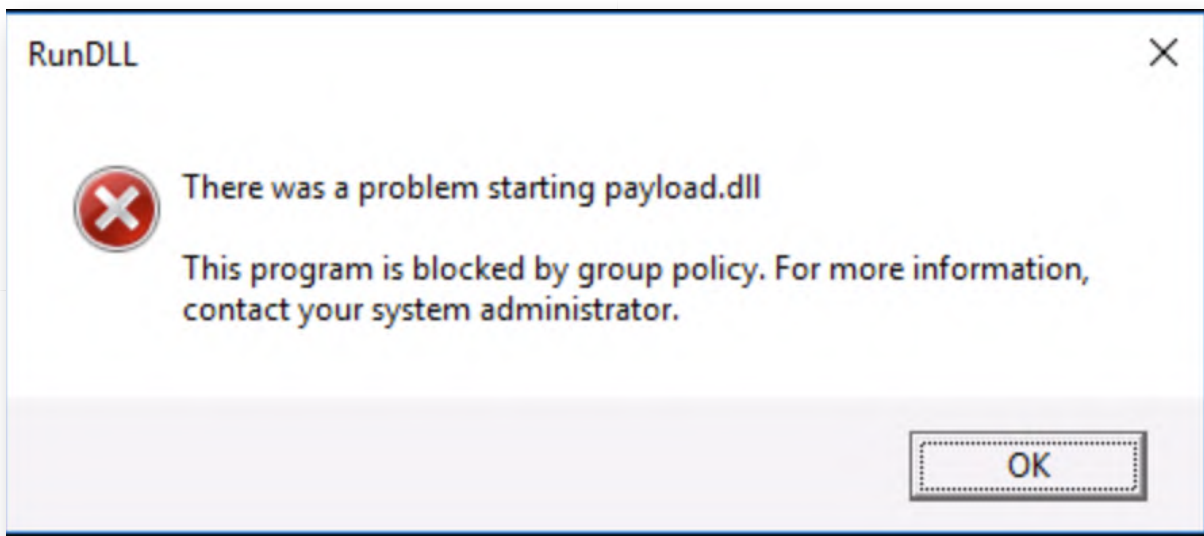 RunDLL
There was a problem starting payload.dll
This program is blocked by group policy. For more information,
contact your system administrator.
OK